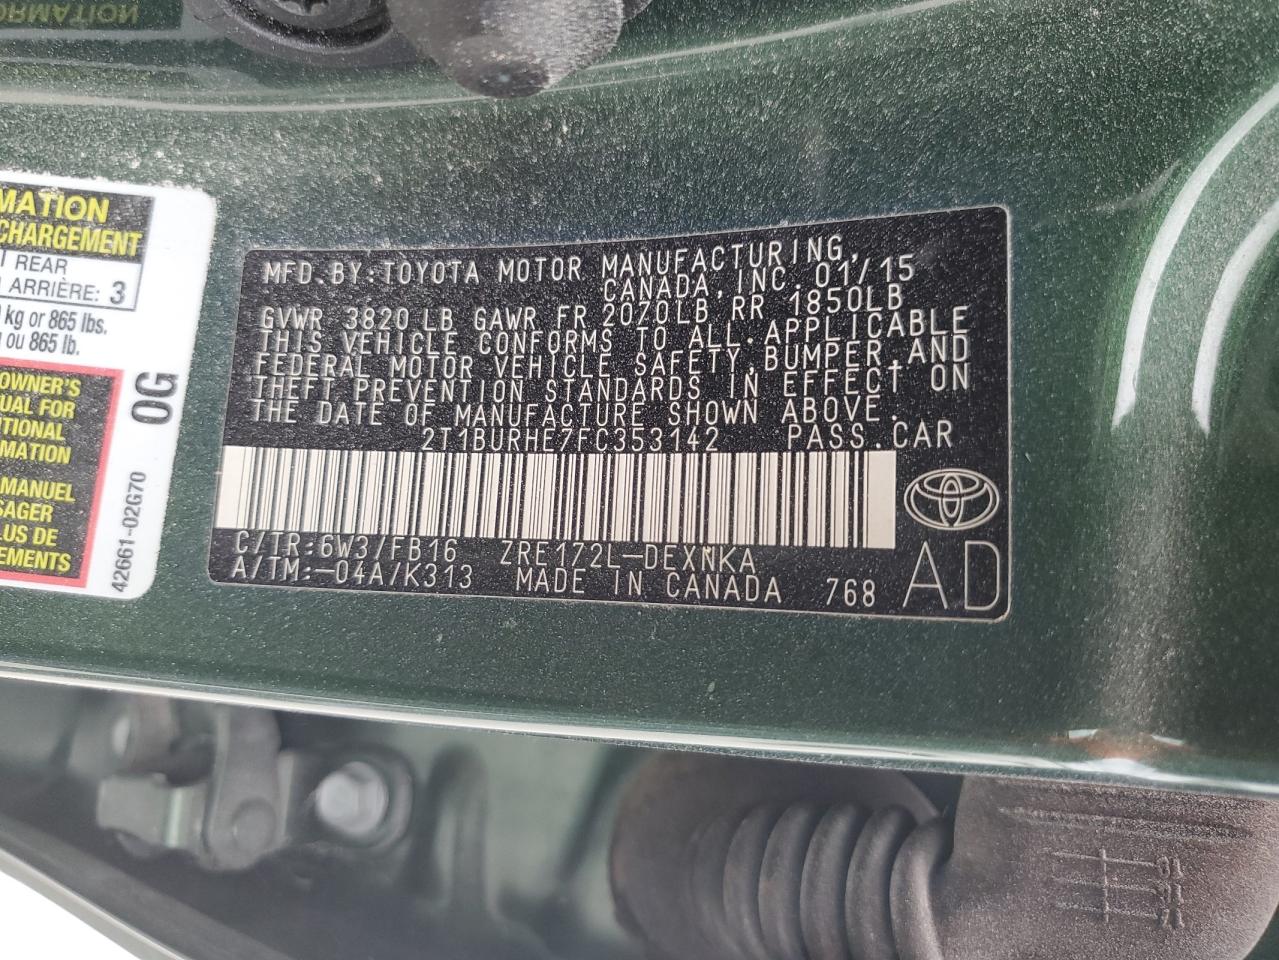 ORMATION
MATION
CHARGEMENT
REAR
ARRIÈRE: 3
kg or 865 lbs.
ou 865 lb.
OWNER'S
UAL FOR
ITIONAL
RMATION
MANUEL
SAGER
LUS DE
EMENTS
0G
42661-02G70
MFD. BY: TOYOTA MOTOR MANUFACTURING,
CANADA, INC. 01/15
GVWR 3820 LB GAWR FR 2070LB RR 1850LB
THIS VEHICLE CONFORMS TO ALL APPLICABLE
FEDERAL MOTOR VEHICLE SAFETY, BUMPER, AND
THEFT PREVENTION STANDARDS IN EFFECT ON
THE DATE OF MANUFACTURE SHOWN ABOVE.
2T1BURHE7FC353142 PASS. CAR
C/TR: 6W3/FB16 ZRE172L-DEXNKA
A/TM: -04A/K313 MADE IN CANADA 768
AD